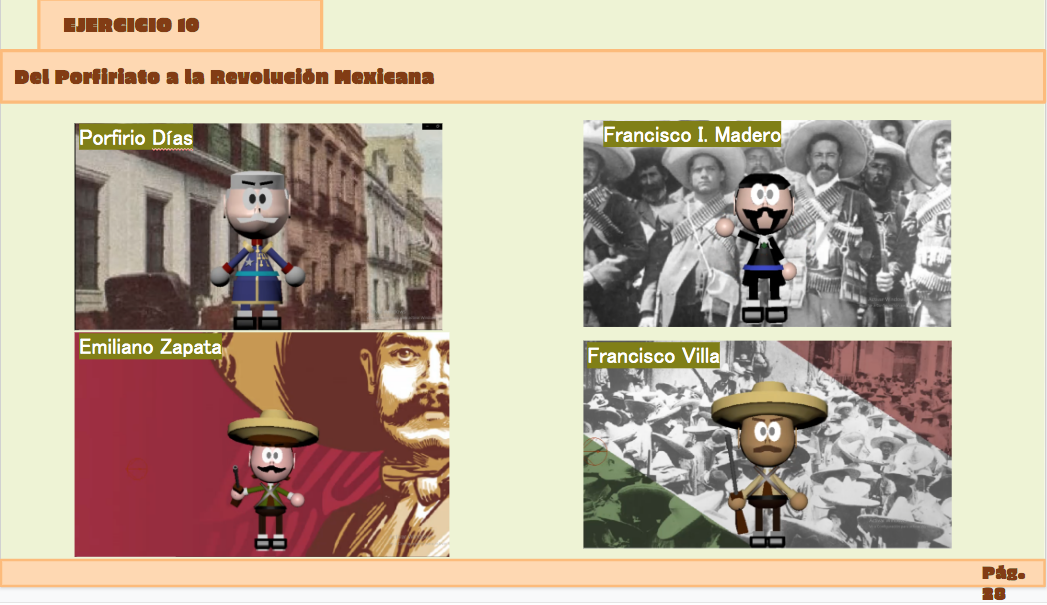 EJERCICIO 10
Del Porfiriato a la Revolución Mexicana
Porfirio Días
Francisco I. Madero
Emiliano Zapata
Francisco Villa
Pág.
28